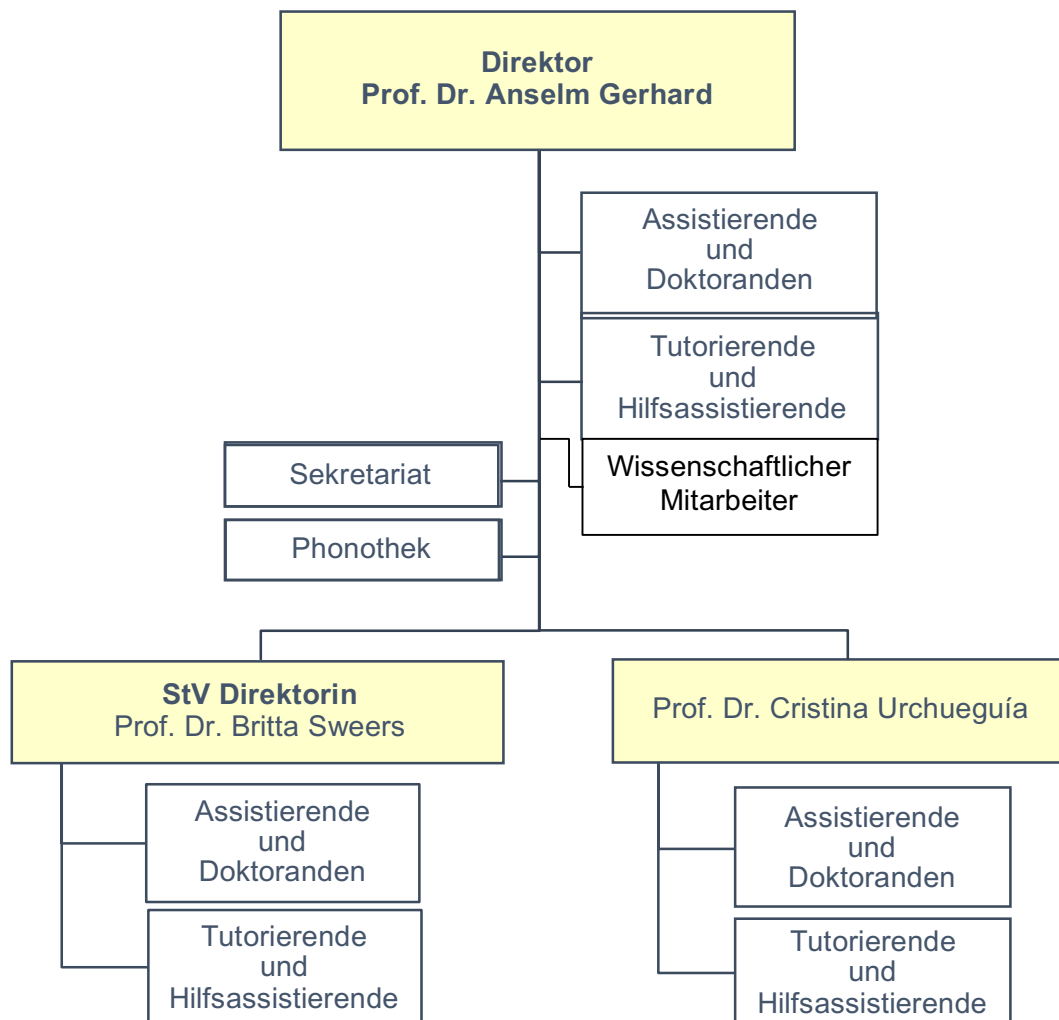 Direktor
Prof. Dr. Anselm Gerhard
Assistierende
und
Doktoranden
Tutorierende
und
Hilfsassistierende
Wissenschaftlicher
Mitarbeiter
Sekretariat
Phonothek
StV Direktorin
Prof. Dr. Britta Sweers
Assistierende
und
Doktoranden
Tutorierende
und
Hilfsassistierende
Prof. Dr. Cristina Urchueguía
Assistierende
und
Doktoranden
Tutorierende
und
Hilfsassistierende